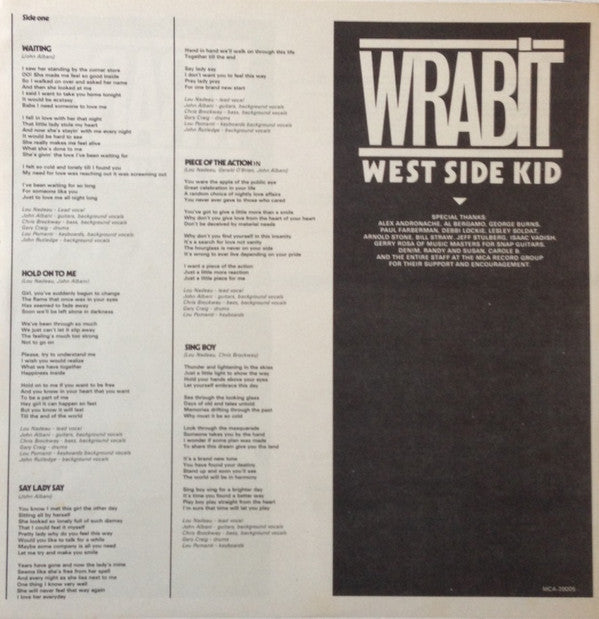 Side one
WAITING
(John Albani)
I saw her standing by the corner store
OO! She made me feel so good inside
So I walked on over and asked her name
And then she looked at me
I said I want to take you home tonight
It would be ecstasy
Babe I need someone to love me
I fell in love with her that night
That little lady stole my heart
And now she's stayin' with me every night
It would be hard to see
She really makes me feel alive
What she's done to me
She's givin' the love I've been waiting for
I felt so cold and lonely till I found you
My need for love was reaching out it was screaming out
I've been waiting for so long
For someone like you
Just to love me all night long
Lou Nadeau - Lead vocal
John Albani - guitars, background vocals
Chris Brockway - bass, background vocals
Gary Craig - drums
Lou Pomanti - keyboards, background vocals
John Rutledge - background vocals
HOLD ON TO ME
(Lou Nadeau, John Albani)
Girl, you've suddenly begun to change
The flame that once was in your eyes
Has seemed to fade away
Soon we'll be left alone in darkness
We've been through so much
We just can't let it slip away
The feeling's much too strong
Not to go on
Please, try to understand me
I wish you would realize
What we have together
Happiness inside
Hold on to me if you want to be free
And you know in your heart that you want
To be a part of me
Hey girl it can happen so fast
But you know it will last
Till the end of the world
Lou Nadeau - lead vocal
John Albani - guitars, background vocals
Chris Brockway - bass, background vocals
Gary Craig - drums
Lou Pomanti - keyboards, background vocals
John Rutledge - background vocals
SAY LADY SAY
(John Albani)
You know I met this girl the other day
Sitting all by herself
She looked so lonely full of such dismay
That I could feel it myself
Pretty lady why do you feel this way
Would you like to talk for a while
Maybe some company is all you need
Let me try and make you smile
Years have gone and now the lady's mine
Seems like she's free from her spell
And every night as she lies next to me
One thing I know very well
She will never feel that way again
I love her everyday
Hand in hand we'll walk on through this life
Together till the end
Say lady say
I don't want you to feel this way
Pray lady pray
For one brand new start
Lou Nadeau - lead vocal
John Albani - guitars, background vocals
Chris Brockway - bass, background vocals
Gary Craig - drums
Lou Pomanti - keyboards background vocals
John Rutledge - background vocals
PIECE OF THE ACTION
(Lou Nadeau, Gerald O'Brien, John Albani)
You were the apple of the public eye
Great celebration in your life
A random choice of nightly love affairs
You never gave to those who cared
You've got to give a little more than a smile
Why don't you give love from the heart of your heart
Don't be deceived by material needs
Why don't you find yourself in this insanity
It's a search for love not vanity
The hourglass is never on your side
It's wrong to ever live depending on your pride
I want a piece of the action
Just a little more reaction
Just a little piece for me
Lou Nadeau - lead vocal
John Albani - guitars, background vocals
Chris Brockway - bass, background vocals
Gary Craig - drums
Lou Pomanti - keyboards
SING BOY
(Lou Nadeau, Chris Brockway)
Thunder and lightening in the skies
Just a little light to show the way
Hold your hands above your eyes
Let yourself embrace this day
See through the looking glass
Days of old and tales untold
Memories drifting through the past
Why must it be so cold
Look through the masquerade
Someone takes you by the hand
I wonder if some plan was made
To share this dream give you the land
It's a brand new tone
You have found your destiny
Stand up and soon you'll see
The world will be in harmony
Sing boy sing for a brighter day
It's time you found a better way
Play boy play straight from the heart
I'm sure that time will let you play
Lou Nadeau - lead vocal
John Albani - guitars, background vocals
Chris Brockway - bass, background vocals
Gary Craig - drums
Lou Pomanti - keyboards
WRABIT
WEST SIDE KID
SPECIAL THANKS:
ALEX ANDRONACHE, AL BERGAMO, GEORGE BURNS,
PAUL FARBERMAN, DEBBI LOCKIE, LESLEY SOLDAT,
ARNOLD STONE, BILL STRAW, JEFF STULBERG, ISAAC VADISH,
GERRY ROSA OF MUSIC MASTERS FOR SNAP GUITARS,
DENIM, RANDY AND SUSAN, CAROLE B.
AND THE ENTIRE STAFF AT THE MCA RECORD GROUP
FOR THEIR SUPPORT AND ENCOURAGEMENT.
MCA-39005